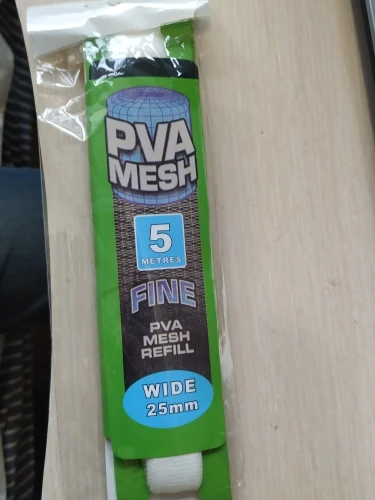 PVA
MESH
5
METRES
FINE
PVA
MESH
REFILL
WIDE
25mm